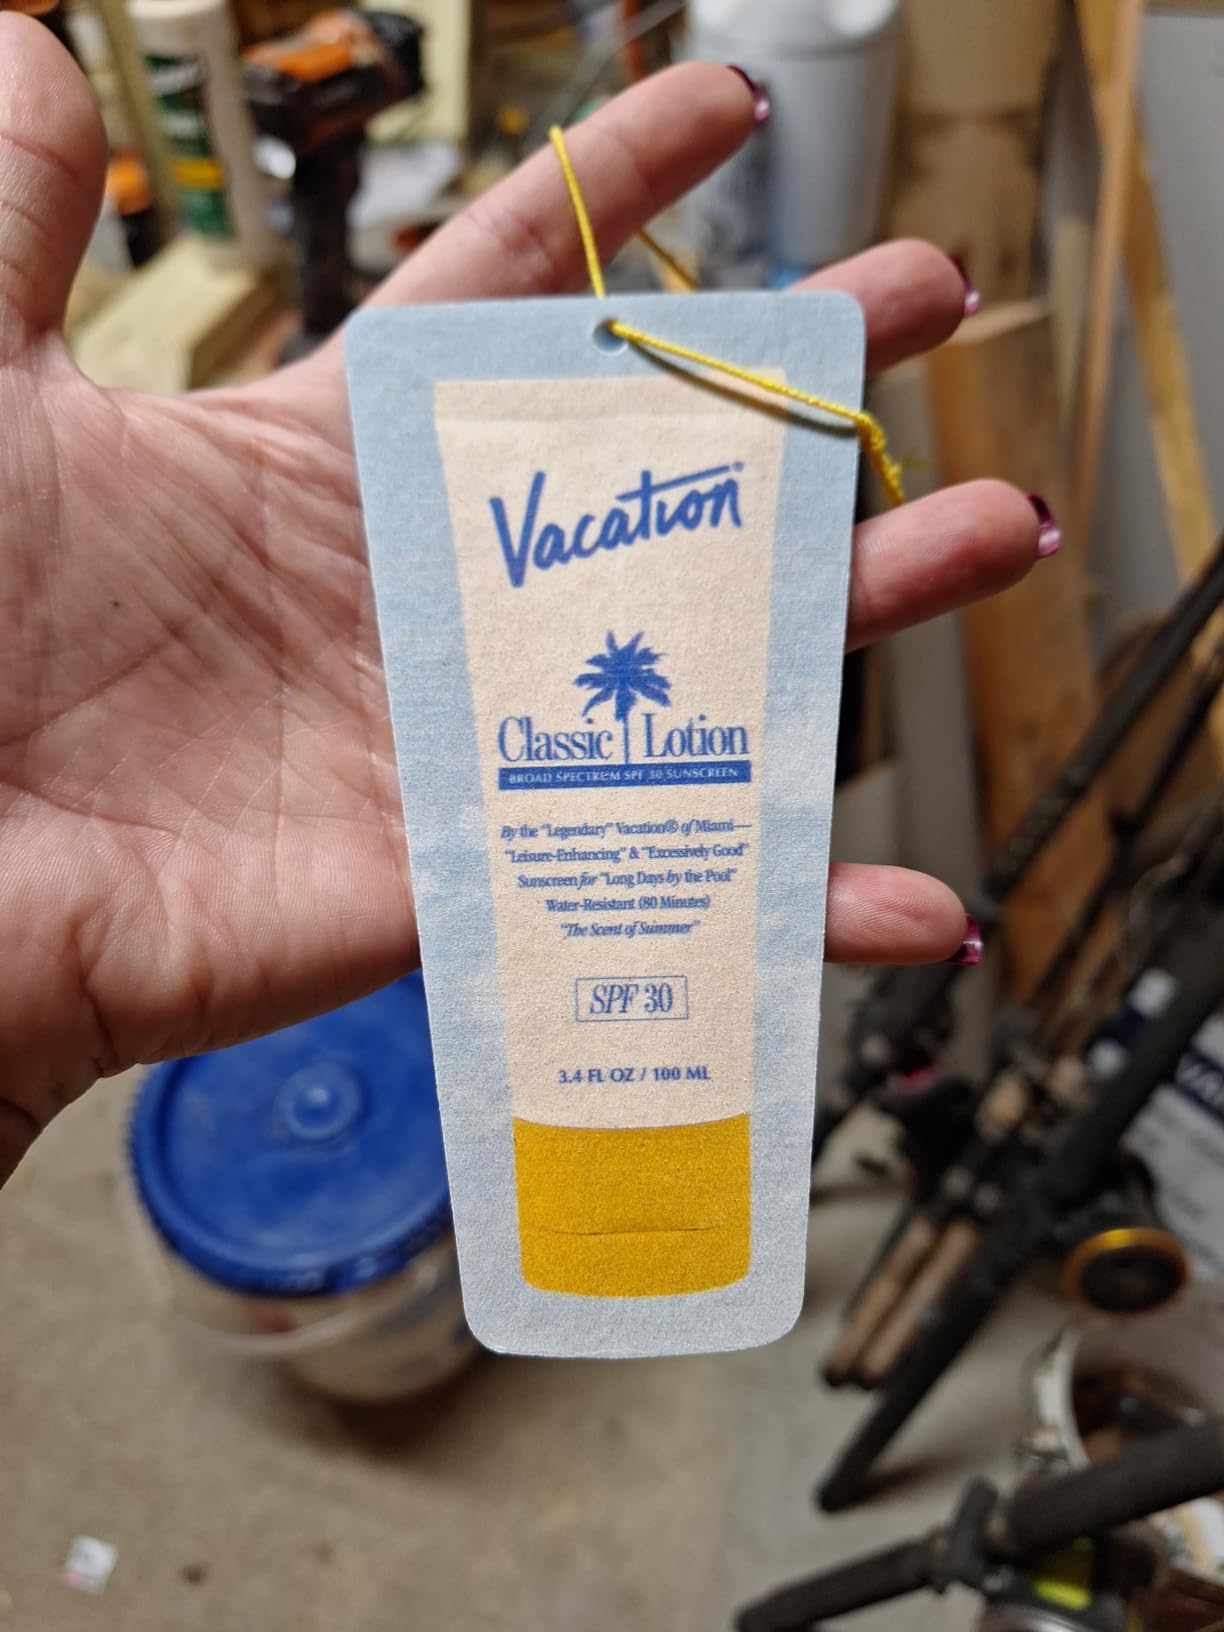 Vacation®
Classic Lotion
BROAD SPECTRUM SPF 30 SUNSCREEN
By the "Legendary" Vacation® of Miami—
"Leisure-Enhancing" & "Excessively Good"
Sunscreen for "Long Days by the Pool"
Water-Resistant (80 Minutes)
"The Scent of Summer"
SPF 30
3.4 FL OZ / 100 ML